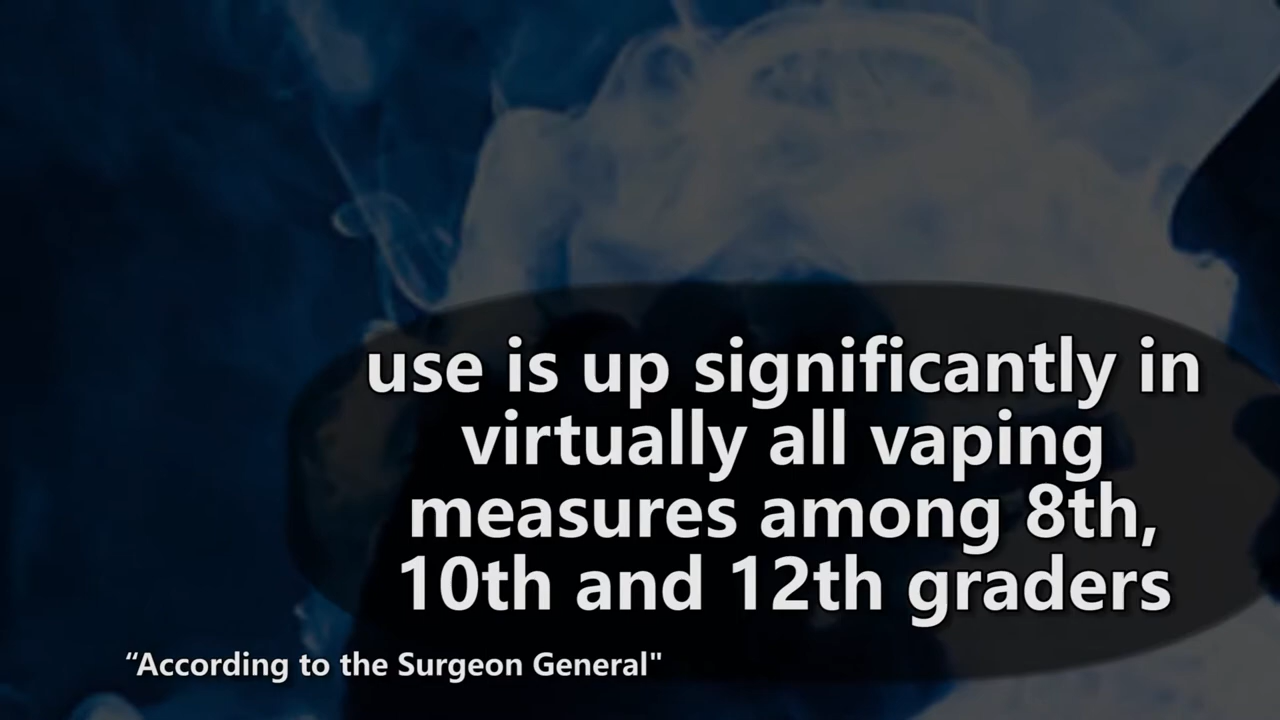 use is up significantly in
virtually all vaping
measures among 8th,
10th and 12th graders
“According to the Surgeon General"